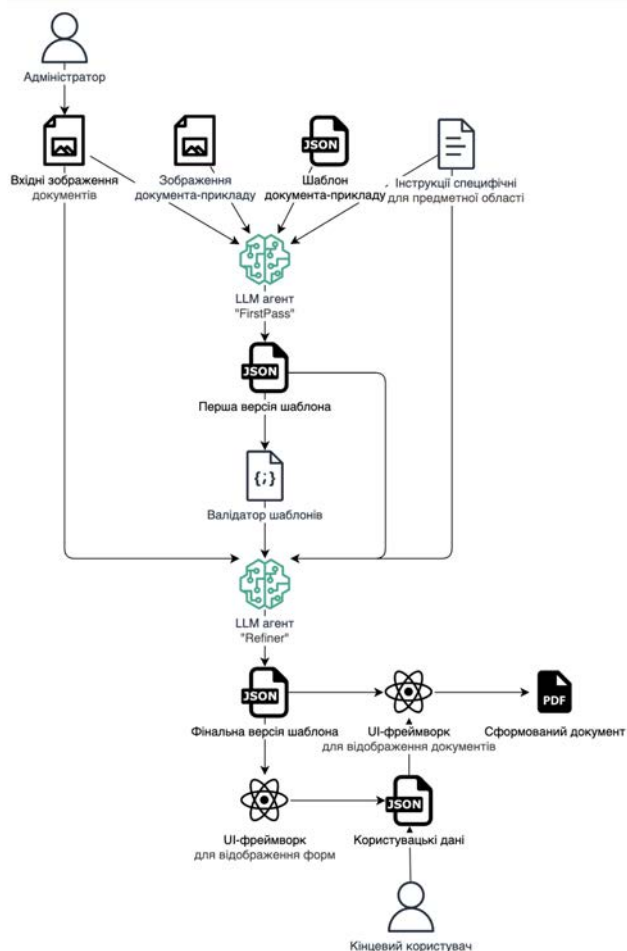 Адміністратор
Вхідні зображення
документів
Зображення
документа-прикладу
JSON
Шаблон
документа-прикладу
Інструкції специфічні
для предметної області
LLM агент
"FirstPass"
JSON
Перша версія шаблона
{;}
Валідатор шаблонів
LLM агент
"Refiner"
JSON
Фінальна версія шаблона
UI-фреймворк
для відображення документів
PDF
Сформований документ
UI-фреймворк
для відображення форм
JSON
Користувацькі дані
Кінцевий користувач